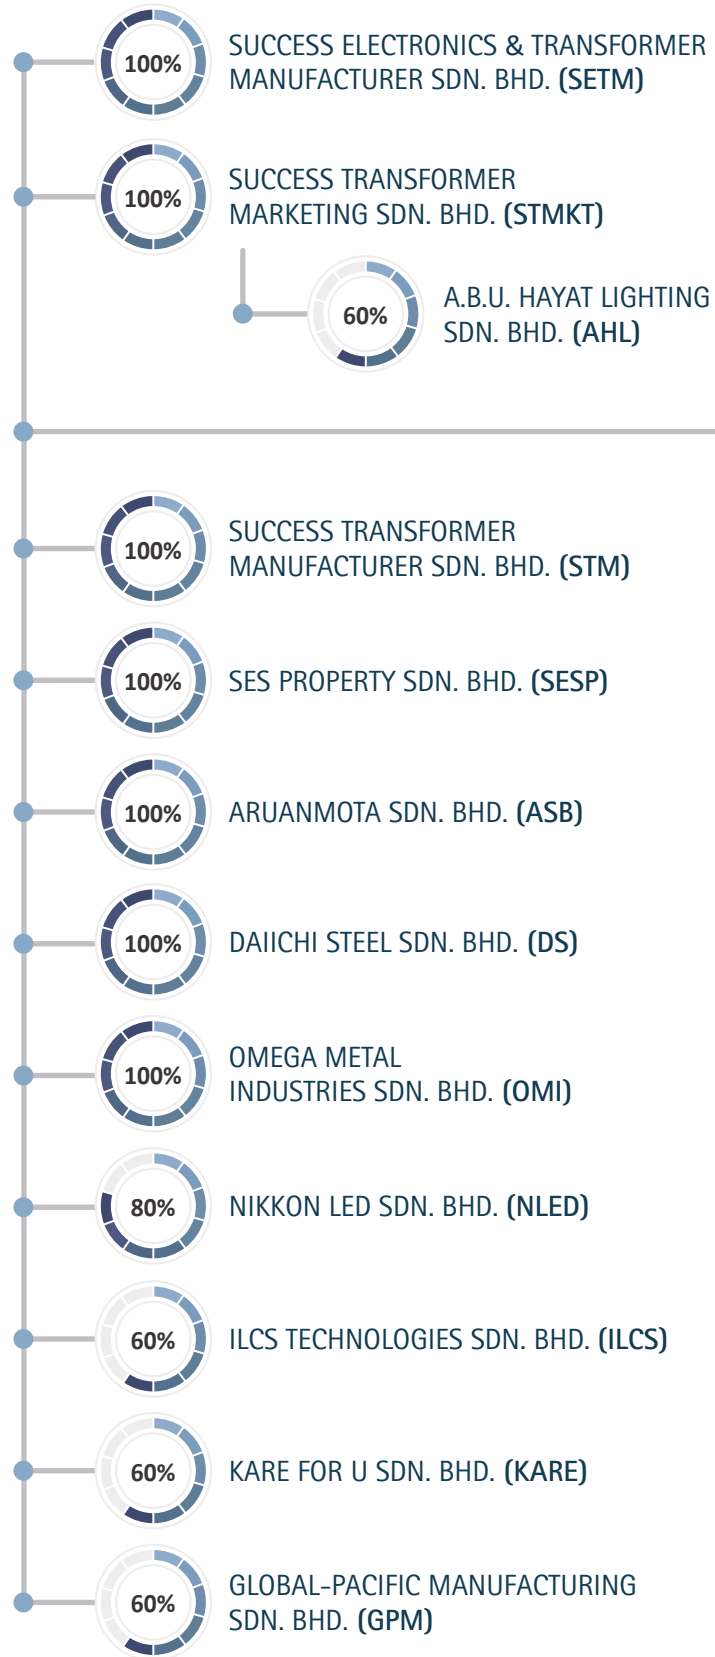 100%
SUCCESS ELECTRONICS & TRANSFORMER
MANUFACTURER SDN. BHD. (SETM)
100%
SUCCESS TRANSFORMER
MARKETING SDN. BHD. (STMKT)
60%
A.B.U. HAYAT LIGHTING
SDN. BHD. (AHL)
100%
SUCCESS TRANSFORMER
MANUFACTURER SDN. BHD. (STM)
100%
SES PROPERTY SDN. BHD. (SESP)
100%
ARUANMOTA SDN. BHD. (ASB)
100%
DAIICHI STEEL SDN. BHD. (DS)
100%
OMEGA METAL
INDUSTRIES SDN. BHD. (OMI)
80%
NIKKON LED SDN. BHD. (NLED)
60%
ILCS TECHNOLOGIES SDN. BHD. (ILCS)
60%
KARE FOR U SDN. BHD. (KARE)
60%
GLOBAL-PACIFIC MANUFACTURING
SDN. BHD. (GPM)